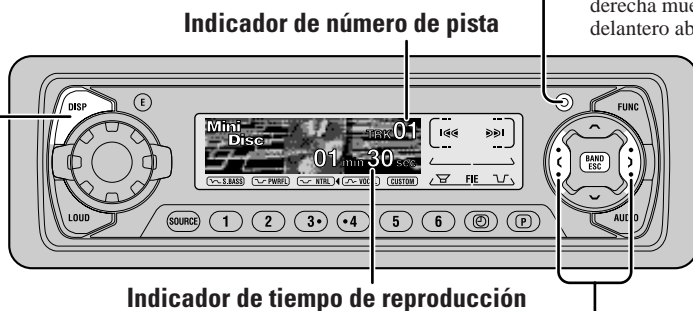 derecha mue
delantero ab
Indicador de número de pista
DISP
E
FUNC
Mini
Disc
TRK 01
01 min 30 sec
S.BASS
PWRFL
NTRL
VOCAL
CUSTOM
FIE
BAND
ESC
LOUD
AUDIO
SOURCE
1
2
3
4
5
6
P
Indicador de tiempo de reproducción